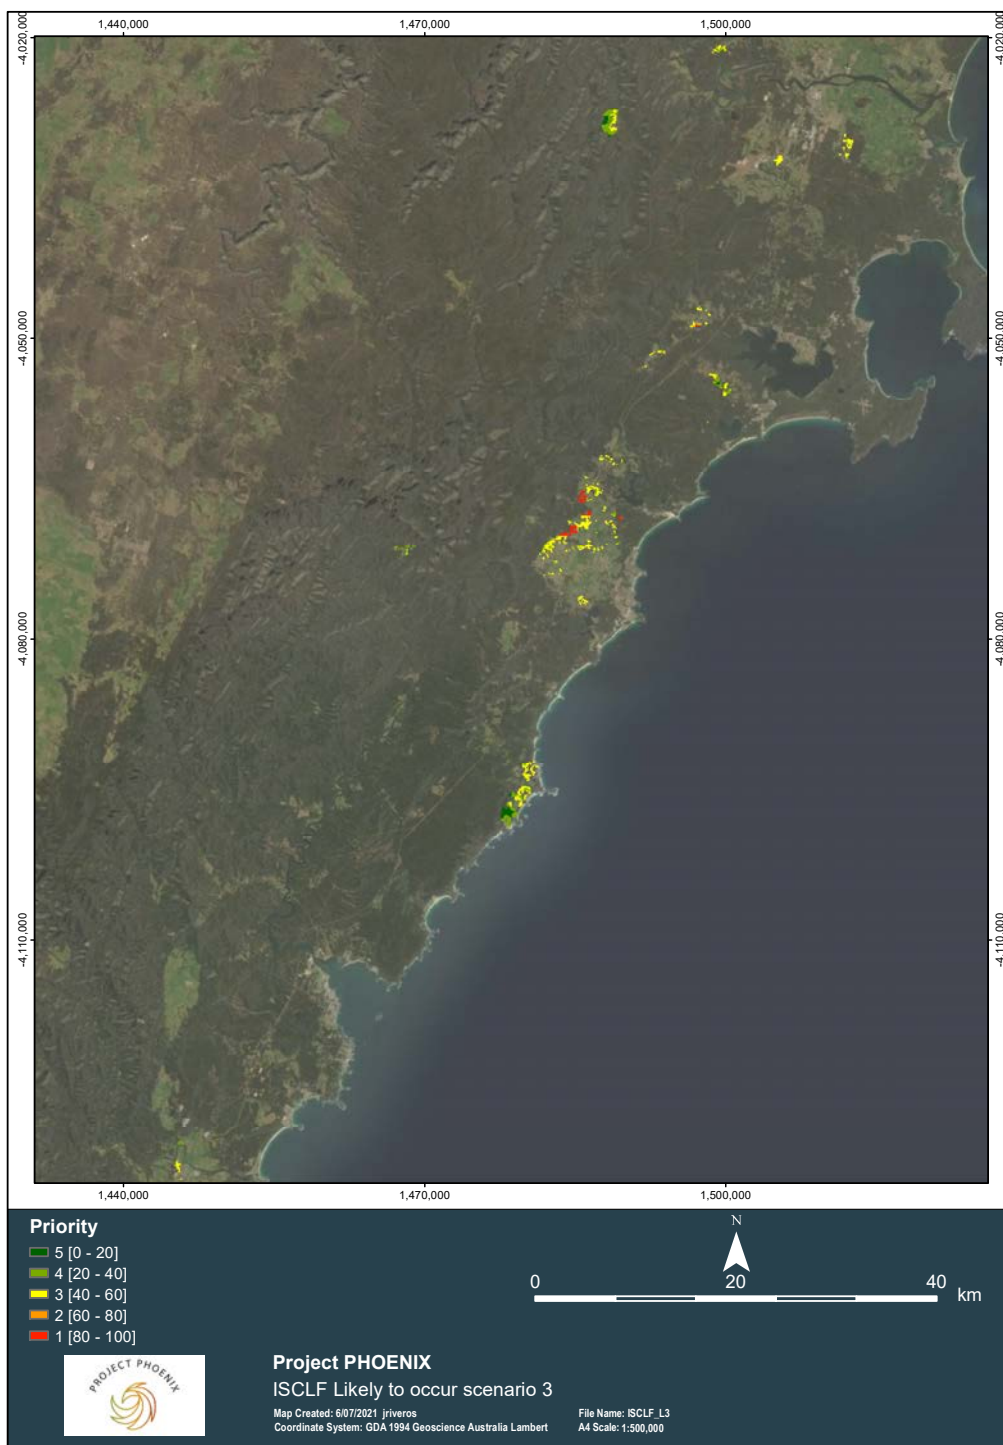 1,440,000 1,470,000 1,500,000
-4,020,000 -4,020,000
-4,050,000 -4,050,000
-4,080,000 -4,080,000
-4,110,000 -4,110,000
1,440,000 1,470,000 1,500,000
Priority
5 [0 - 20]
4 [20 - 40]
3 [40 - 60]
2 [60 - 80]
1 [80 - 100]
N
0 20 40
km
PROJECT PHOENIX
Project PHOENIX
ISCLF Likely to occur scenario 3
Map Created: 6/07/2021 jriveros
Coordinate System: GDA 1994 Geoscience Australia Lambert
File Name: ISCLF_L3
A4 Scale: 1:500,000